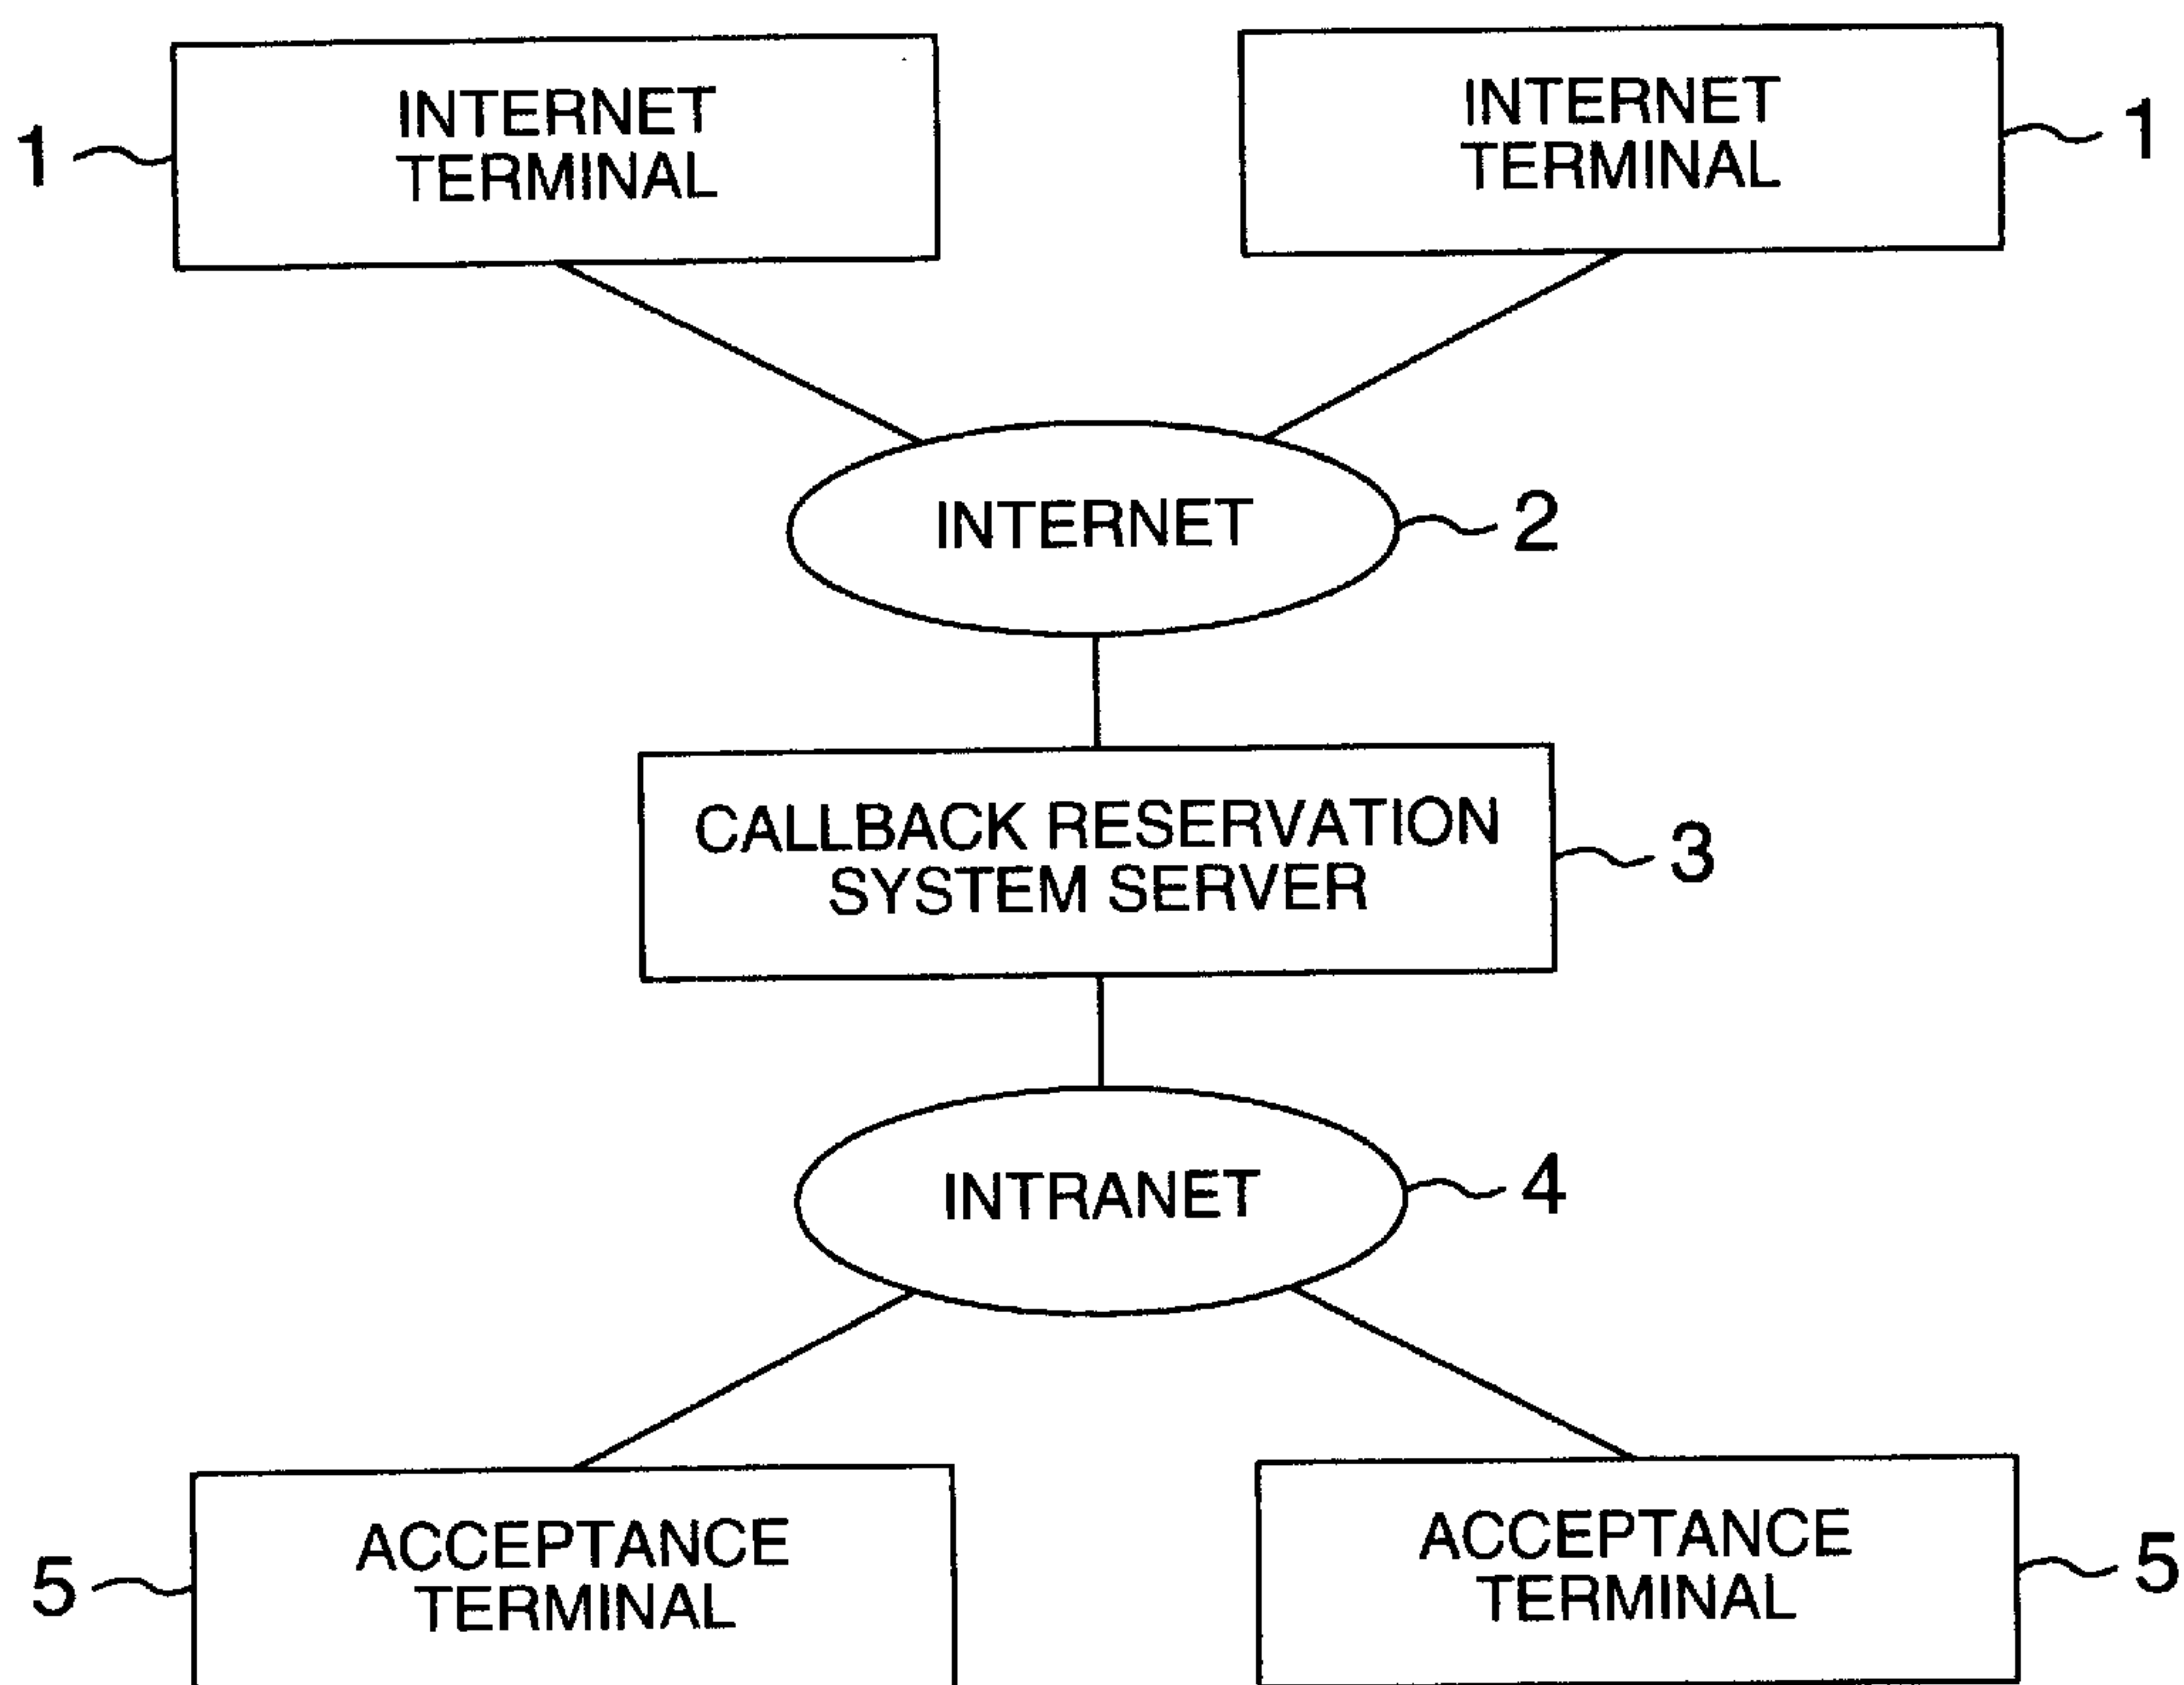 INTERNET
TERMINAL
1
INTERNET
TERMINAL
1
INTERNET
2
CALLBACK RESERVATION
SYSTEM SERVER
3
INTRANET
4
ACCEPTANCE
TERMINAL
5
ACCEPTANCE
TERMINAL
5